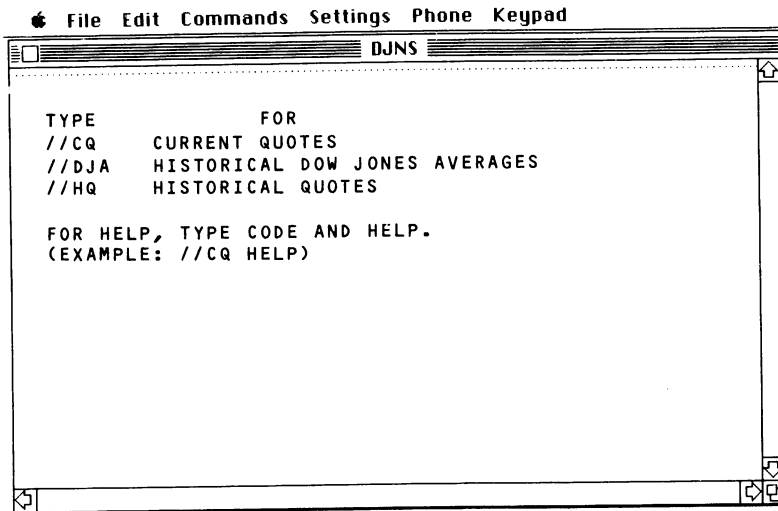 File Edit Commands Settings Phone Keypad
DJNS
TYPE FOR
//CQ CURRENT QUOTES
//DJA HISTORICAL DOW JONES AVERAGES
//HQ HISTORICAL QUOTES
FOR HELP, TYPE CODE AND HELP.
(EXAMPLE: //CQ HELP)